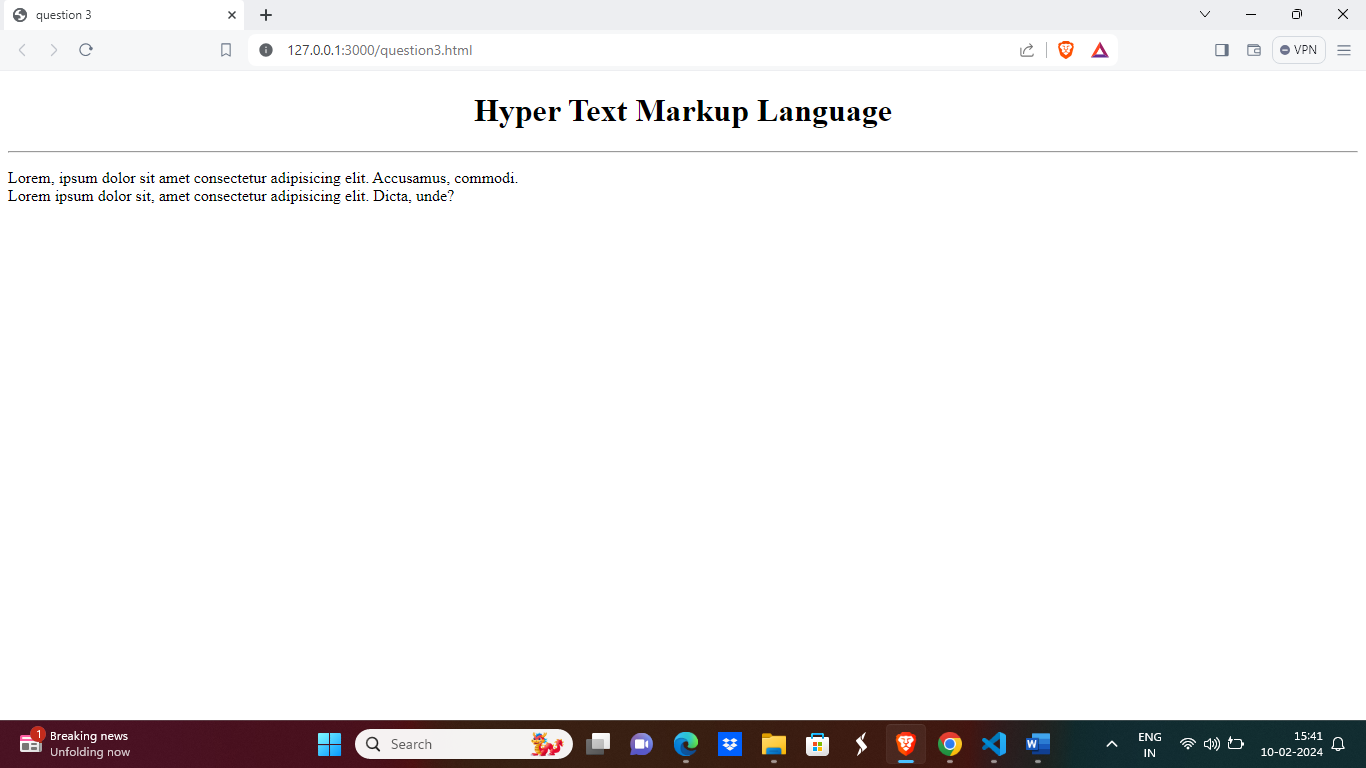 question 3
127.0.0.1:3000/question3.html
VPN
Hyper Text Markup Language
Lorem, ipsum dolor sit amet consectetur adipisicing elit. Accusamus, commodi.
Lorem ipsum dolor sit, amet consectetur adipisicing elit. Dicta, unde?
1
Breaking news
Unfolding now
Search
ENG
IN
15:41
10-02-2024